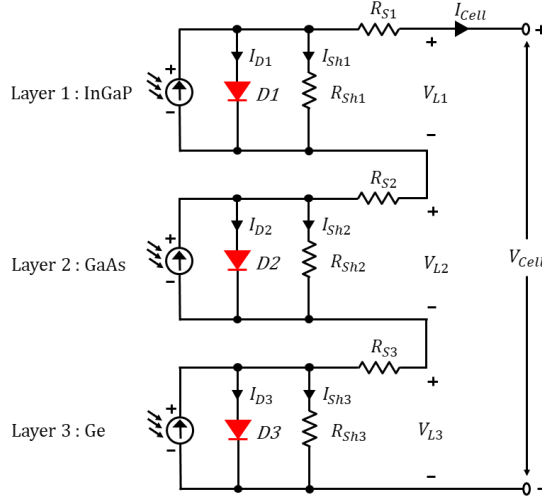 R_S1 I_Cell
+ + +
I_D1 I_Sh1
Layer 1 : InGaP D1 R_Sh1 V_L1
− − −
R_S2
+ +
I_D2 I_Sh2
Layer 2 : GaAs D2 R_Sh2 V_L2 V_Cell
− −
R_S3
+ +
I_D3 I_Sh3
Layer 3 : Ge D3 R_Sh3 V_L3
− − −